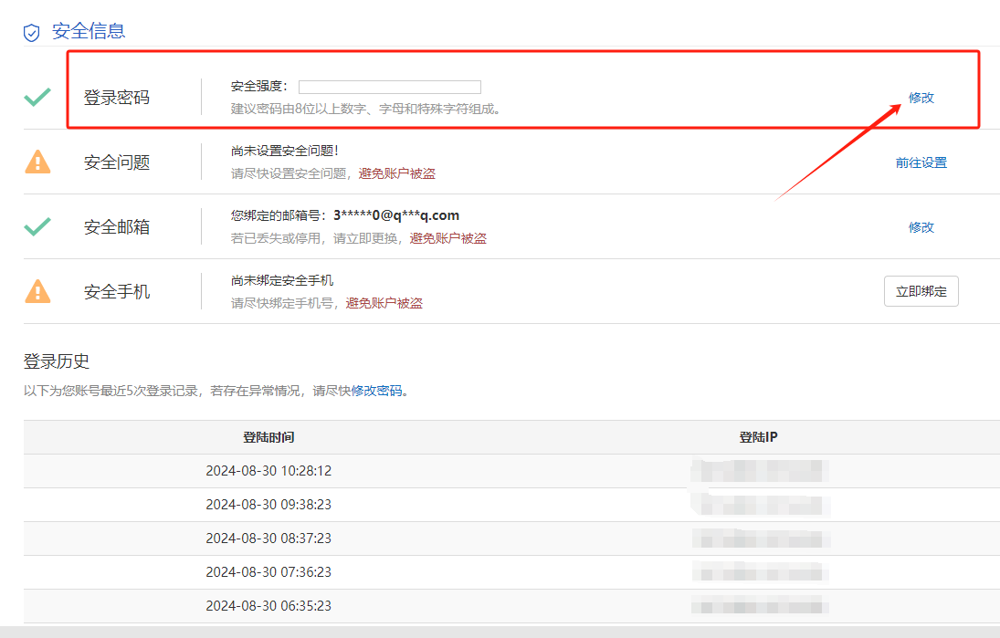 安全信息
登录密码
安全强度：
建议密码由8位以上数字、字母和特殊字符组成。
修改
安全问题
尚未设置安全问题！
请尽快设置安全问题，避免账户被盗
前往设置
安全邮箱
您绑定的邮箱号：3*****0@q***q.com
若已丢失或停用，请立即更换，避免账户被盗
修改
安全手机
尚未绑定安全手机
请尽快绑定手机号，避免账户被盗
立即绑定
登录历史
以下为您账号最近5次登录记录，若存在异常情况，请尽快修改密码。
登陆时间 登陆IP
2024-08-30 10:28:12
2024-08-30 09:38:23
2024-08-30 08:37:23
2024-08-30 07:36:23
2024-08-30 06:35:23